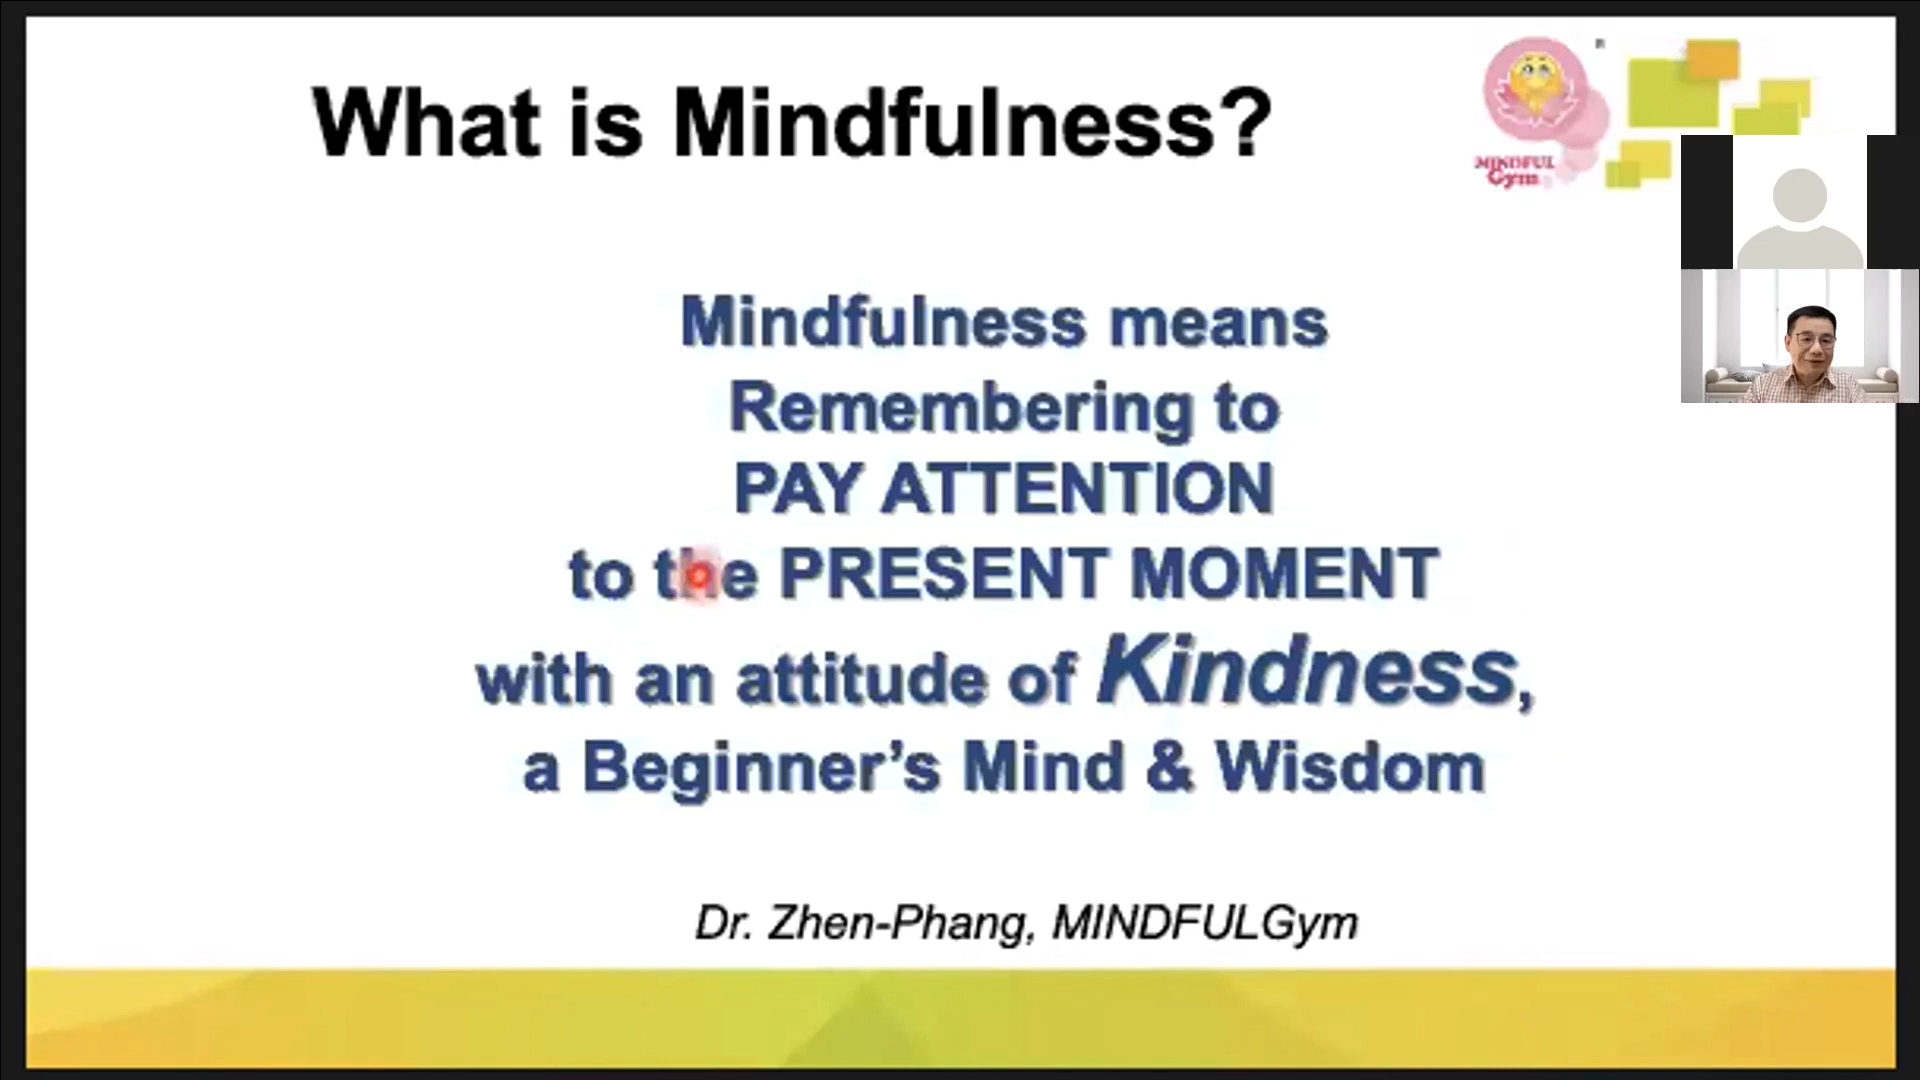 What is Mindfulness?
MINDFUL
Gym
Mindfulness means
Remembering to
PAY ATTENTION
to the PRESENT MOMENT
with an attitude of Kindness,
a Beginner’s Mind & Wisdom
Dr. Zhen-Phang, MINDFULGym